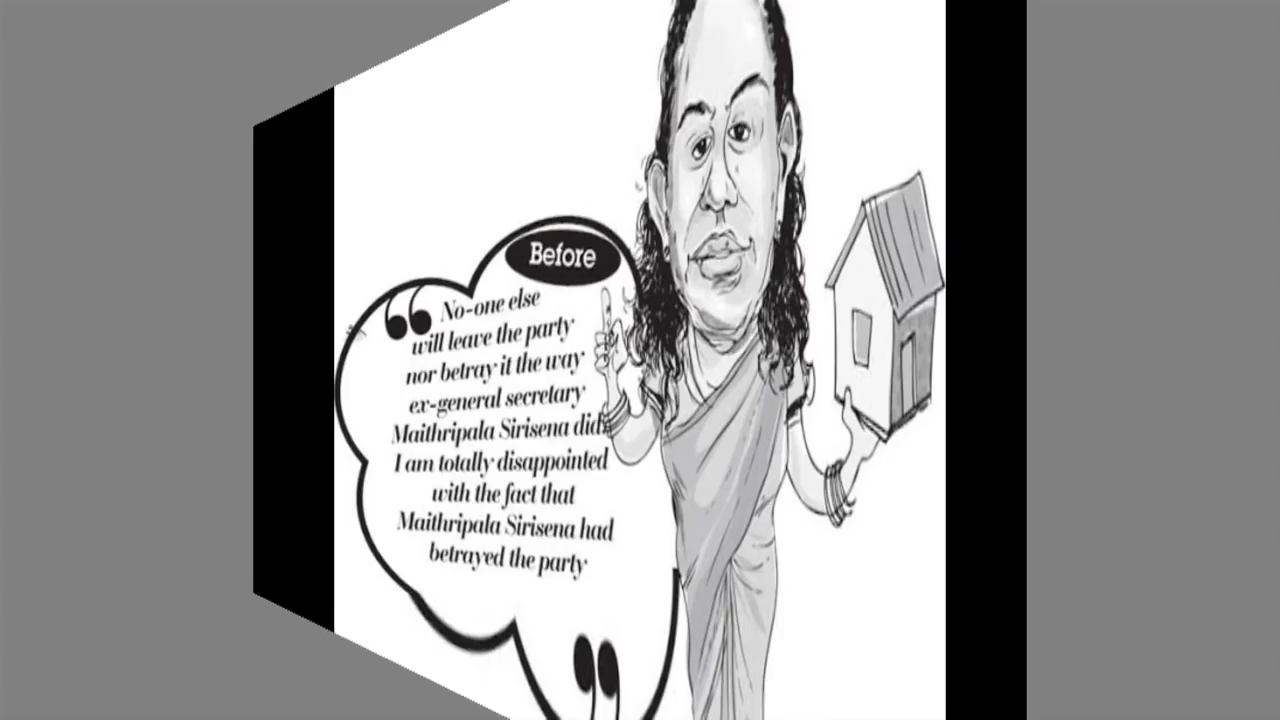 Before
“ No-one else
will leave the party
nor betray it the way
ex-general secretary
Maithripala Sirisena did.
I am totally disappointed
with the fact that
Maithripala Sirisena had
betrayed the party
”